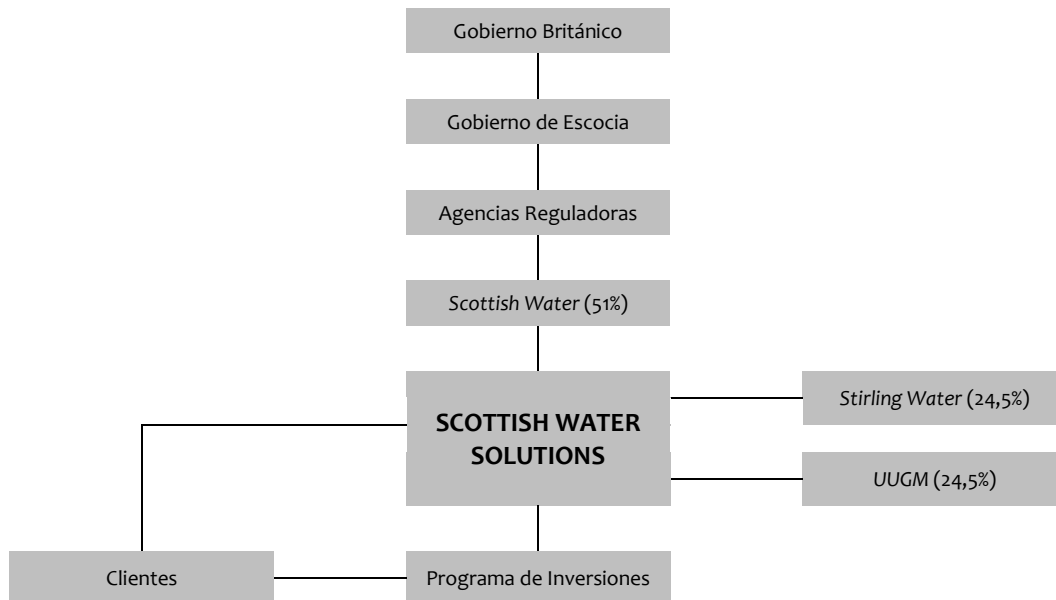 Gobierno Británico
Gobierno de Escocia
Agencias Reguladoras
Scottish Water (51%)
SCOTTISH WATER
SOLUTIONS
Stirling Water (24,5%)
UUGM (24,5%)
Clientes
Programa de Inversiones